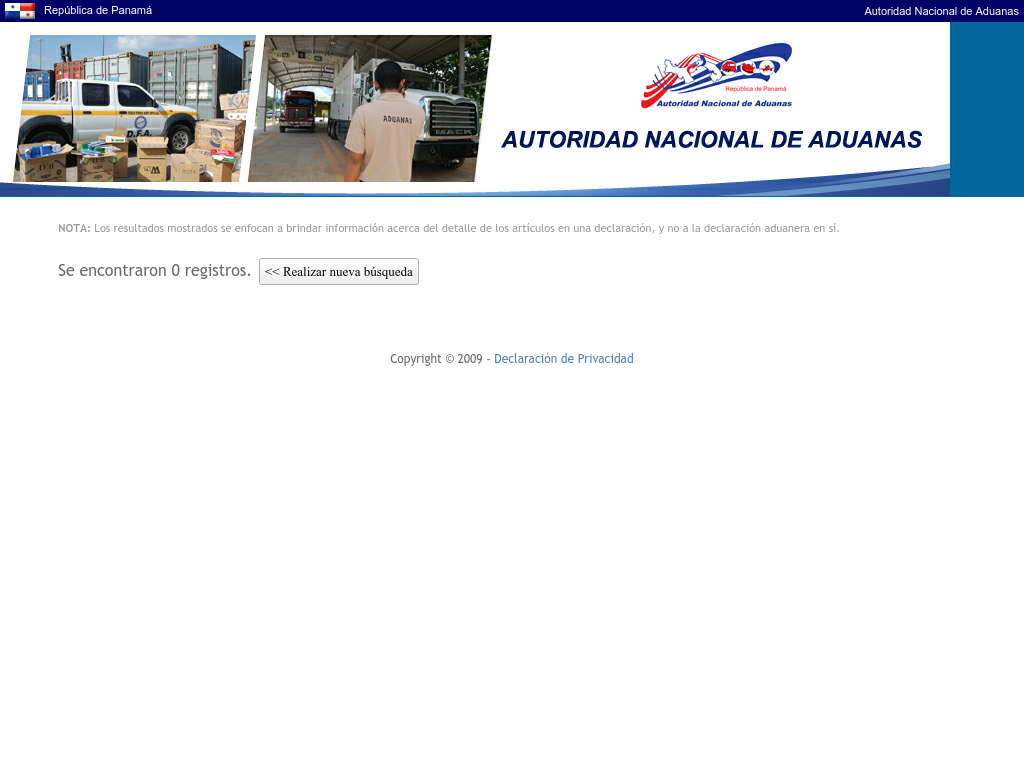 República de Panamá
Autoridad Nacional de Aduanas
D.F.A.
ADUANAS
MACK
República de Panamá
Autoridad Nacional de Aduanas
AUTORIDAD NACIONAL DE ADUANAS
NOTA: Los resultados mostrados se enfocan a brindar información acerca del detalle de los artículos en una declaración, y no a la declaración aduanera en sí.
Se encontraron 0 registros. << Realizar nueva búsqueda
Copyright © 2009 - Declaración de Privacidad